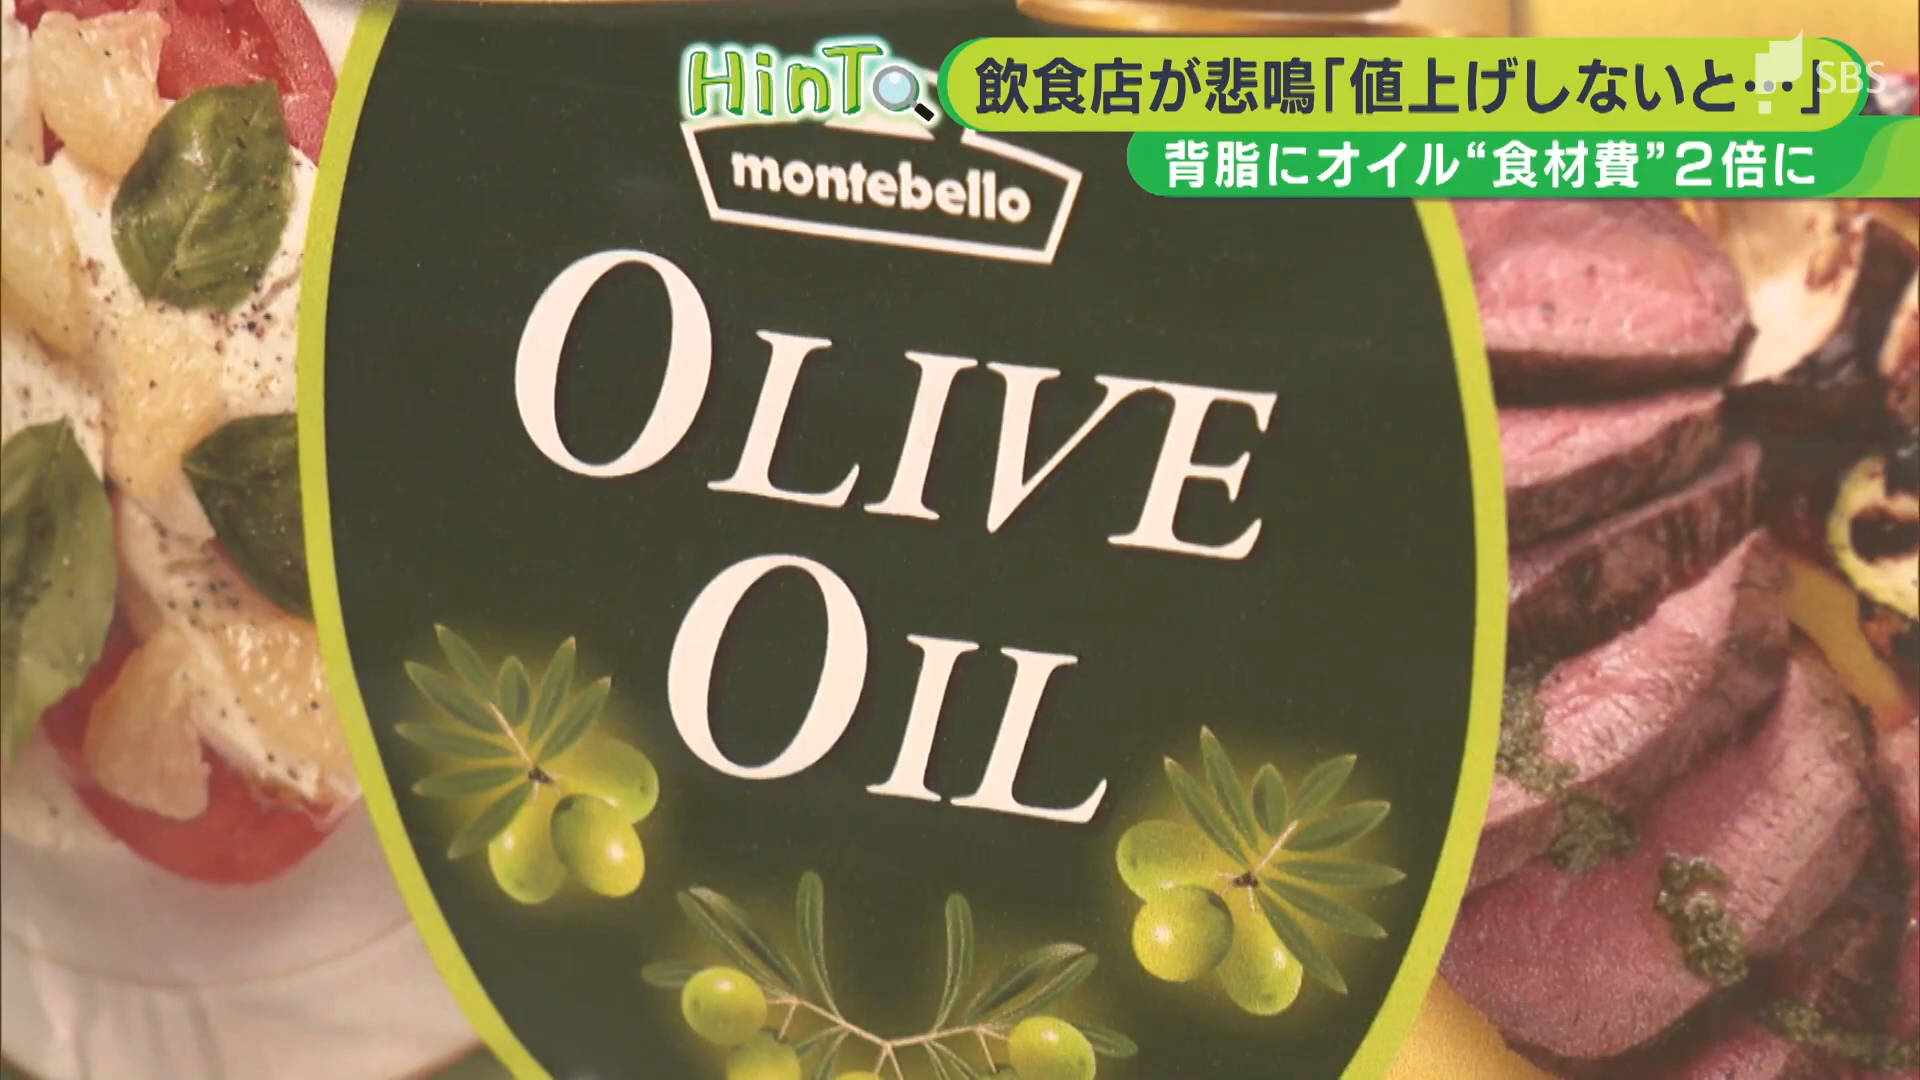 HinTo
飲食店が悲鳴「値上げしないと…」
SBS
背脂にオイル“食材費”2倍に
montebello
OLIVE
OIL